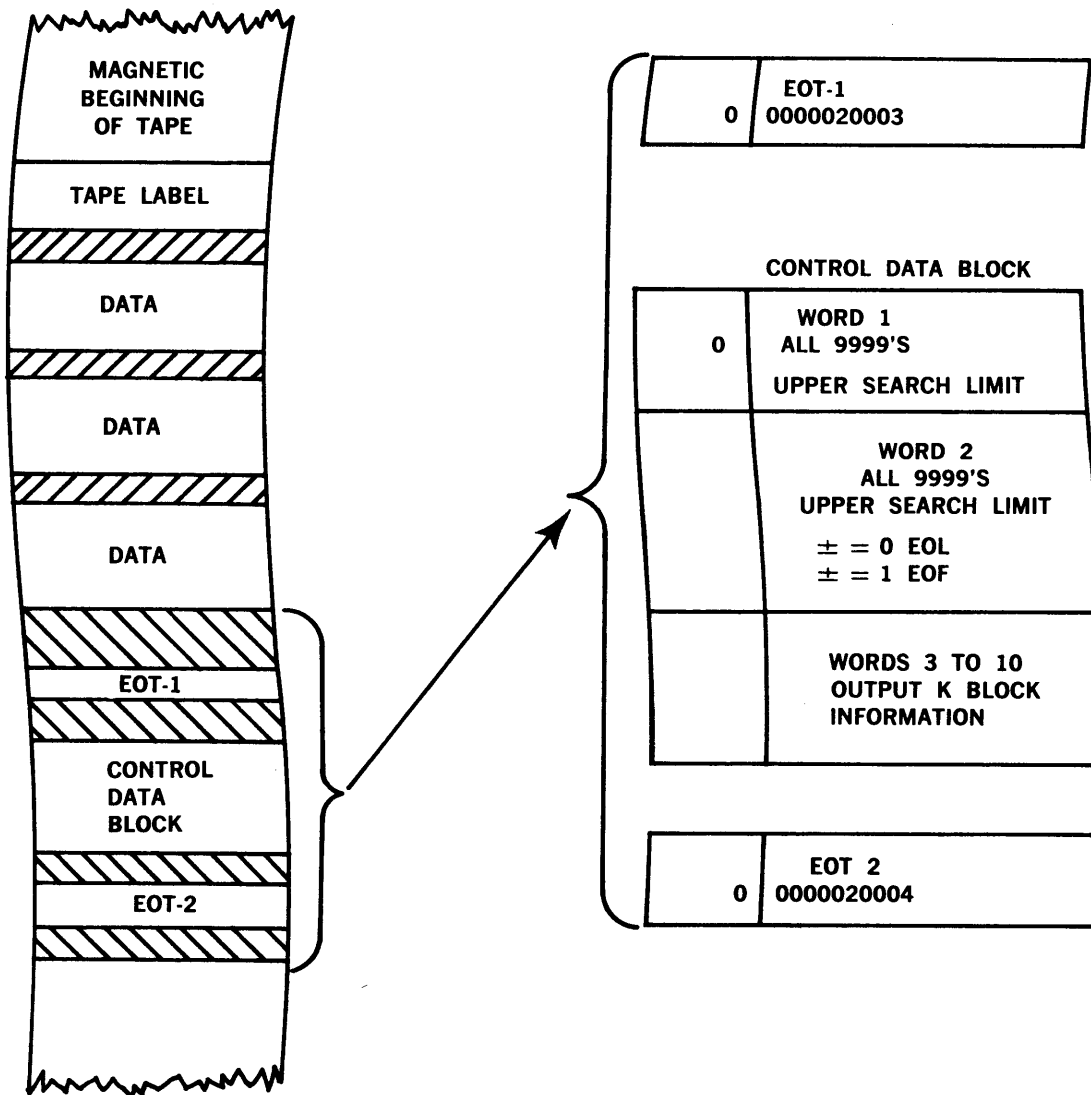 MAGNETIC
BEGINNING
OF TAPE
TAPE LABEL
DATA
DATA
DATA
EOT-1
CONTROL
DATA
BLOCK
EOT-2
EOT-1
0 0000020003
CONTROL DATA BLOCK
WORD 1
0 ALL 9999'S
UPPER SEARCH LIMIT
WORD 2
ALL 9999'S
UPPER SEARCH LIMIT
± = 0 EOL
± = 1 EOF
WORDS 3 TO 10
OUTPUT K BLOCK
INFORMATION
EOT 2
0 0000020004